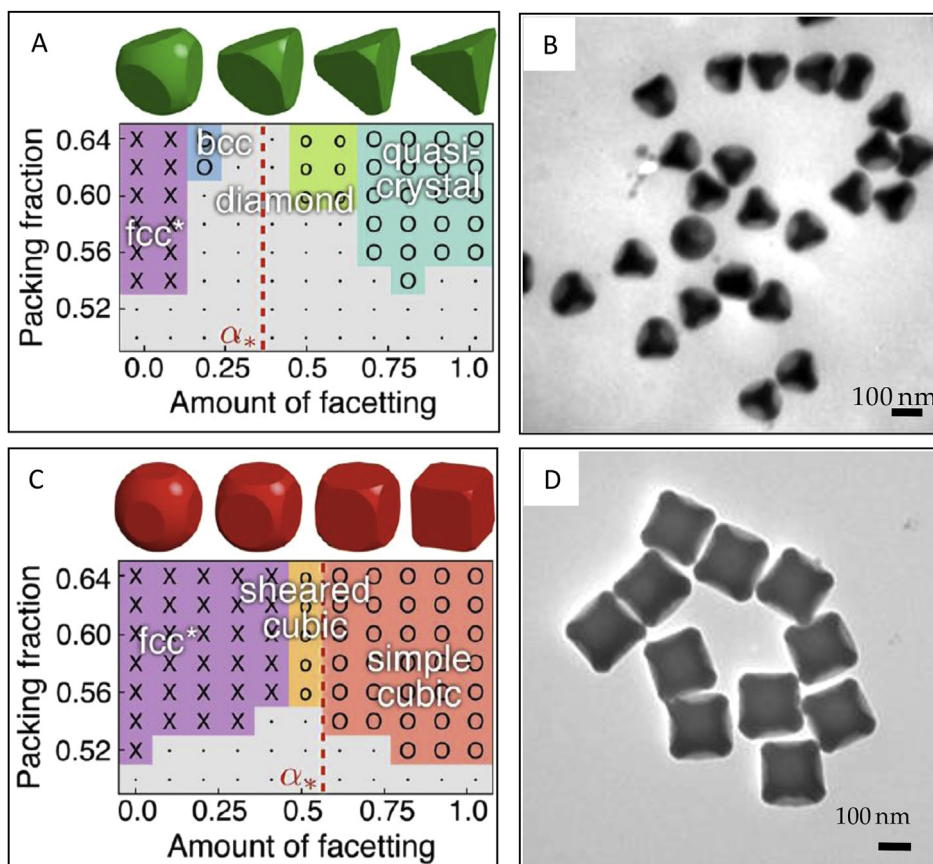 A
B
Packing fraction
0.64
0.60
0.56
0.52
bcc
quasi-
crystal
diamond
fcc*
α*
0.0 0.25 0.5 0.75 1.0
Amount of facetting
100 nm
C
D
Packing fraction
0.64
0.60
0.56
0.52
sheared
cubic
fcc*
simple
cubic
α*
0.0 0.25 0.5 0.75 1.0
Amount of facetting
100 nm